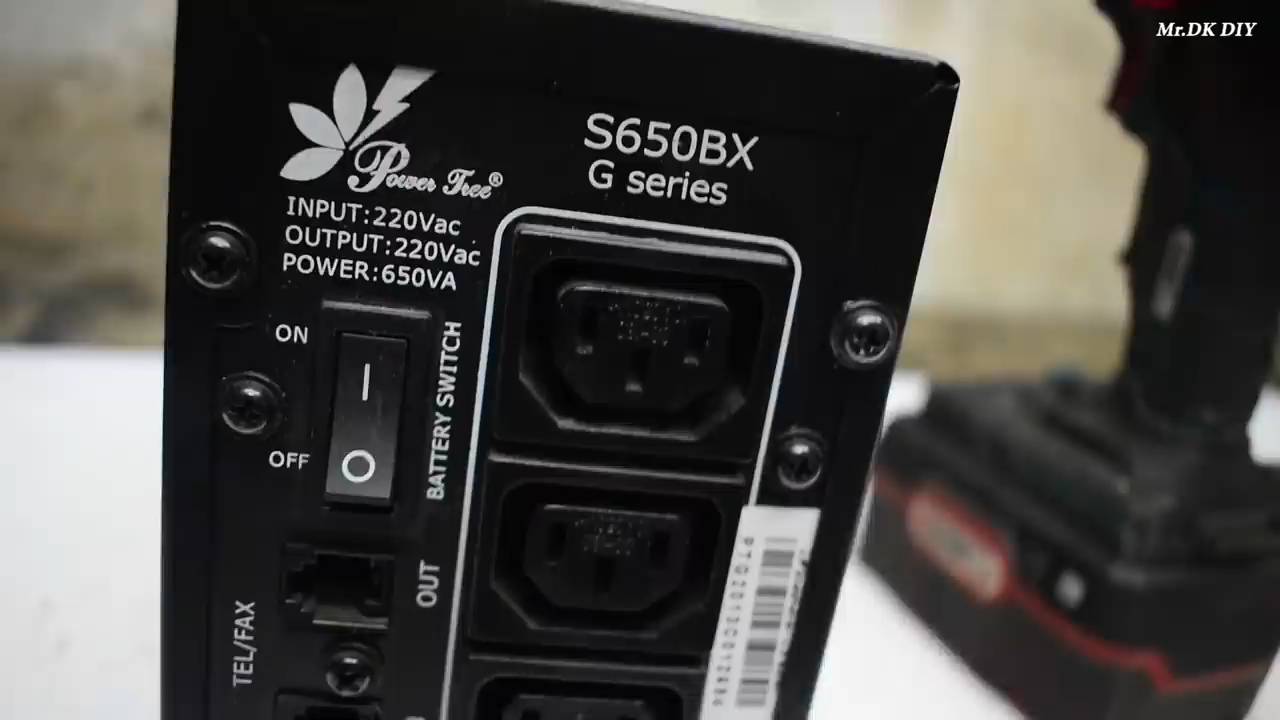 Mr.DK DIY
Power Tree®
S650BX
G series
INPUT:220Vac
OUTPUT:220Vac
POWER:650VA
ON
OFF
BATTERY SWITCH
OUT
TEL/FAX